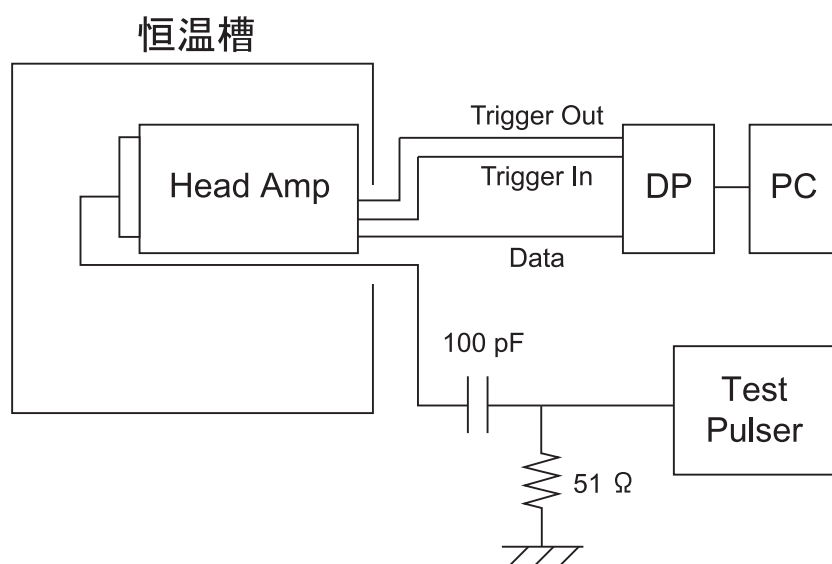 恒温槽
Trigger Out
Head Amp
Trigger In
DP
PC
Data
100 pF
Test
Pulser
51 Ω